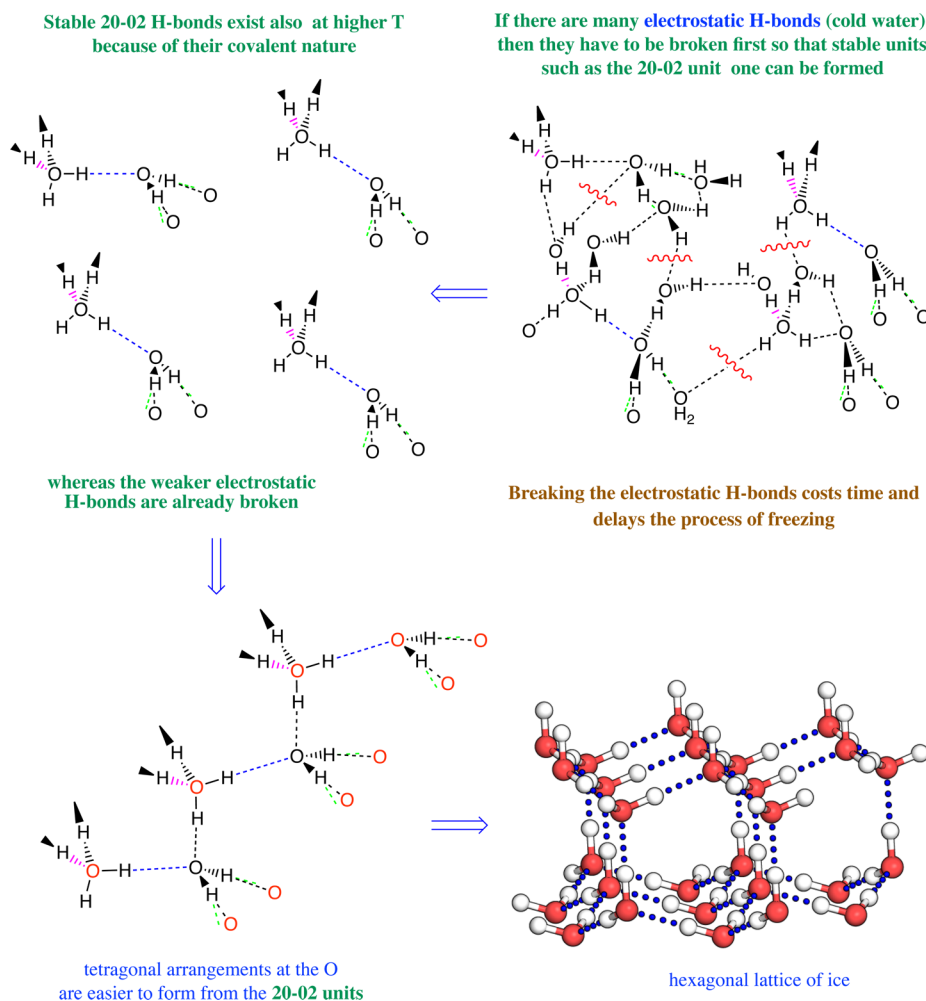 Stable 20-02 H-bonds exist also at higher T
because of their covalent nature
If there are many electrostatic H-bonds (cold water)
then they have to be broken first so that stable units
such as the 20-02 unit one can be formed
H H
H O H O H O
H
H
H H
H O H O H O
H
O
H H
H O H O H O
H
O
H H
H O H O H O
H
O
H₂
whereas the weaker electrostatic
H-bonds are already broken
Breaking the electrostatic H-bonds costs time and
delays the process of freezing
tetragonal arrangements at the O
are easier to form from the 20-02 units
hexagonal lattice of ice